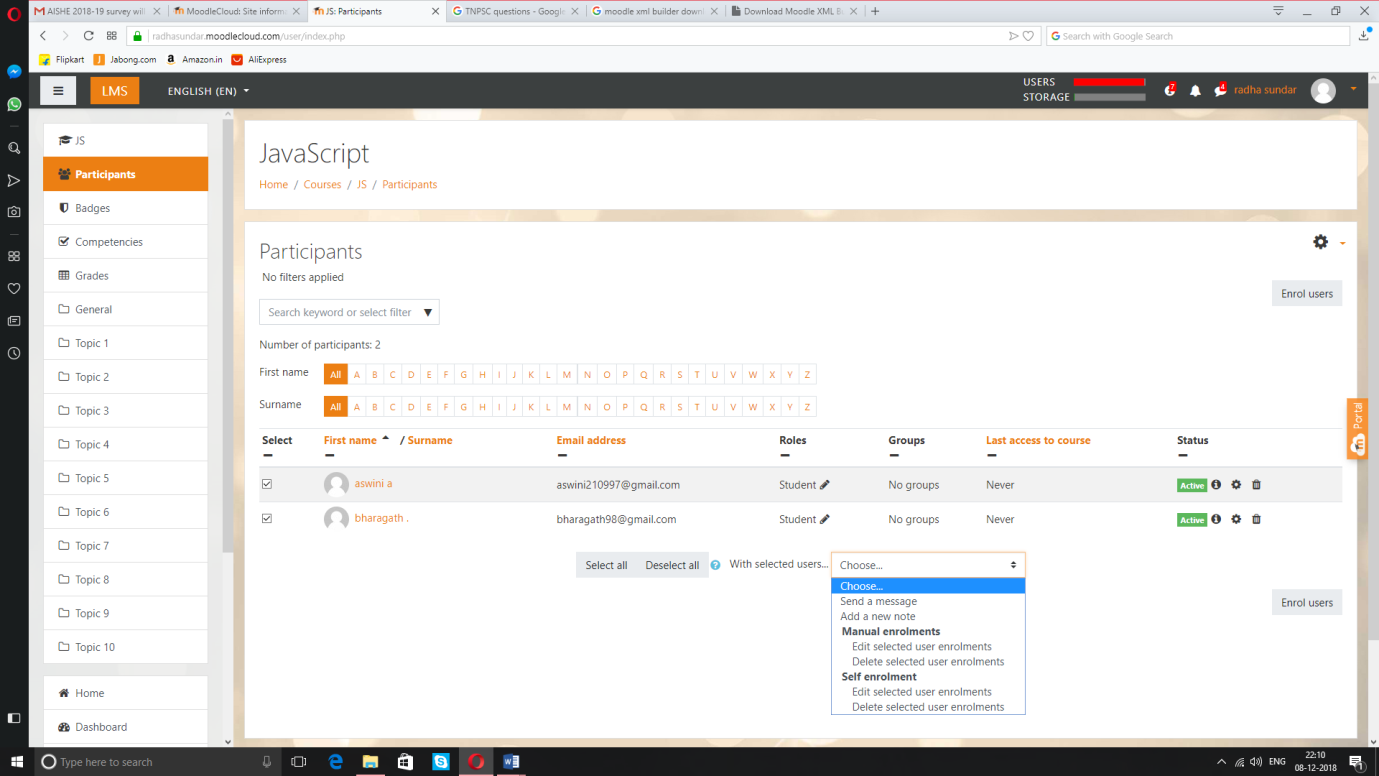 AISHE 2018-19 survey will
MoodleCloud: Site informa
JS: Participants
TNPSC questions - Google
moodle xml builder downl
Download Moodle XML Bu
radhasundar.moodlecloud.com/user/index.php
Search with Google Search
Flipkart
Jabong.com
Amazon.in
AliExpress
LMS
ENGLISH (EN)
USERS
STORAGE
7
4
radha sundar
JS
Participants
Badges
Competencies
Grades
General
Topic 1
Topic 2
Topic 3
Topic 4
Topic 5
Topic 6
Topic 7
Topic 8
Topic 9
Topic 10
Home
Dashboard
JavaScript
Home / Courses / JS / Participants
Participants
No filters applied
Enrol users
Search keyword or select filter ▼
Number of participants: 2
First name All A B C D E F G H I J K L M N O P Q R S T U V W X Y Z
Surname All A B C D E F G H I J K L M N O P Q R S T U V W X Y Z
Select First name / Surname Email address Roles Groups Last access to course Status
aswini a aswini210997@gmail.com Student No groups Never Active
bharagath . bharagath98@gmail.com Student No groups Never Active
Select all Deselect all ? With selected users... Choose...
Choose...
Send a message
Add a new note
Manual enrolments
Edit selected user enrolments
Delete selected user enrolments
Self enrolment
Edit selected user enrolments
Delete selected user enrolments
Enrol users
Portal
Type here to search
ENG
22:10
08-12-2018
1